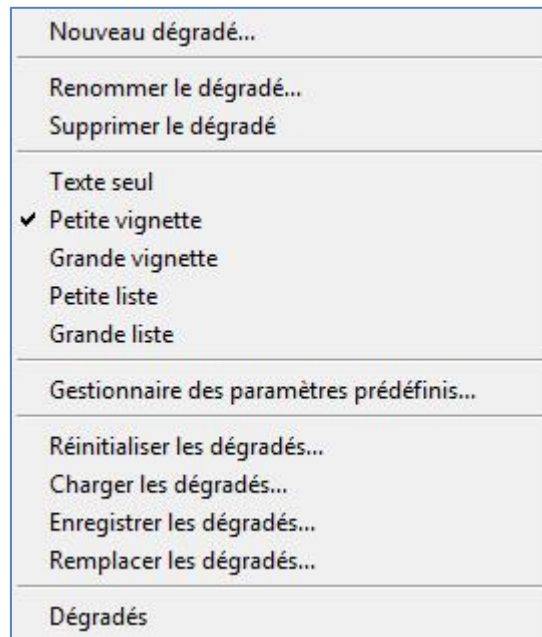 Nouveau dégradé...
Renommer le dégradé...
Supprimer le dégradé
Texte seul
Petite vignette
Grande vignette
Petite liste
Grande liste
Gestionnaire des paramètres prédéfinis...
Réinitialiser les dégradés...
Charger les dégradés...
Enregistrer les dégradés...
Remplacer les dégradés...
Dégradés